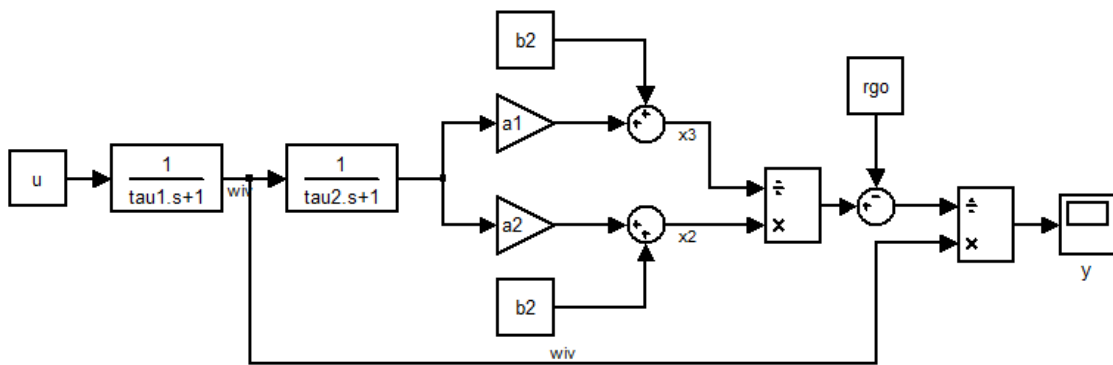 b2
rgo
a1
x3
u
1
tau1.s+1
wiv
1
tau2.s+1
÷
×
÷
×
a2
x2
b2
y
wiv